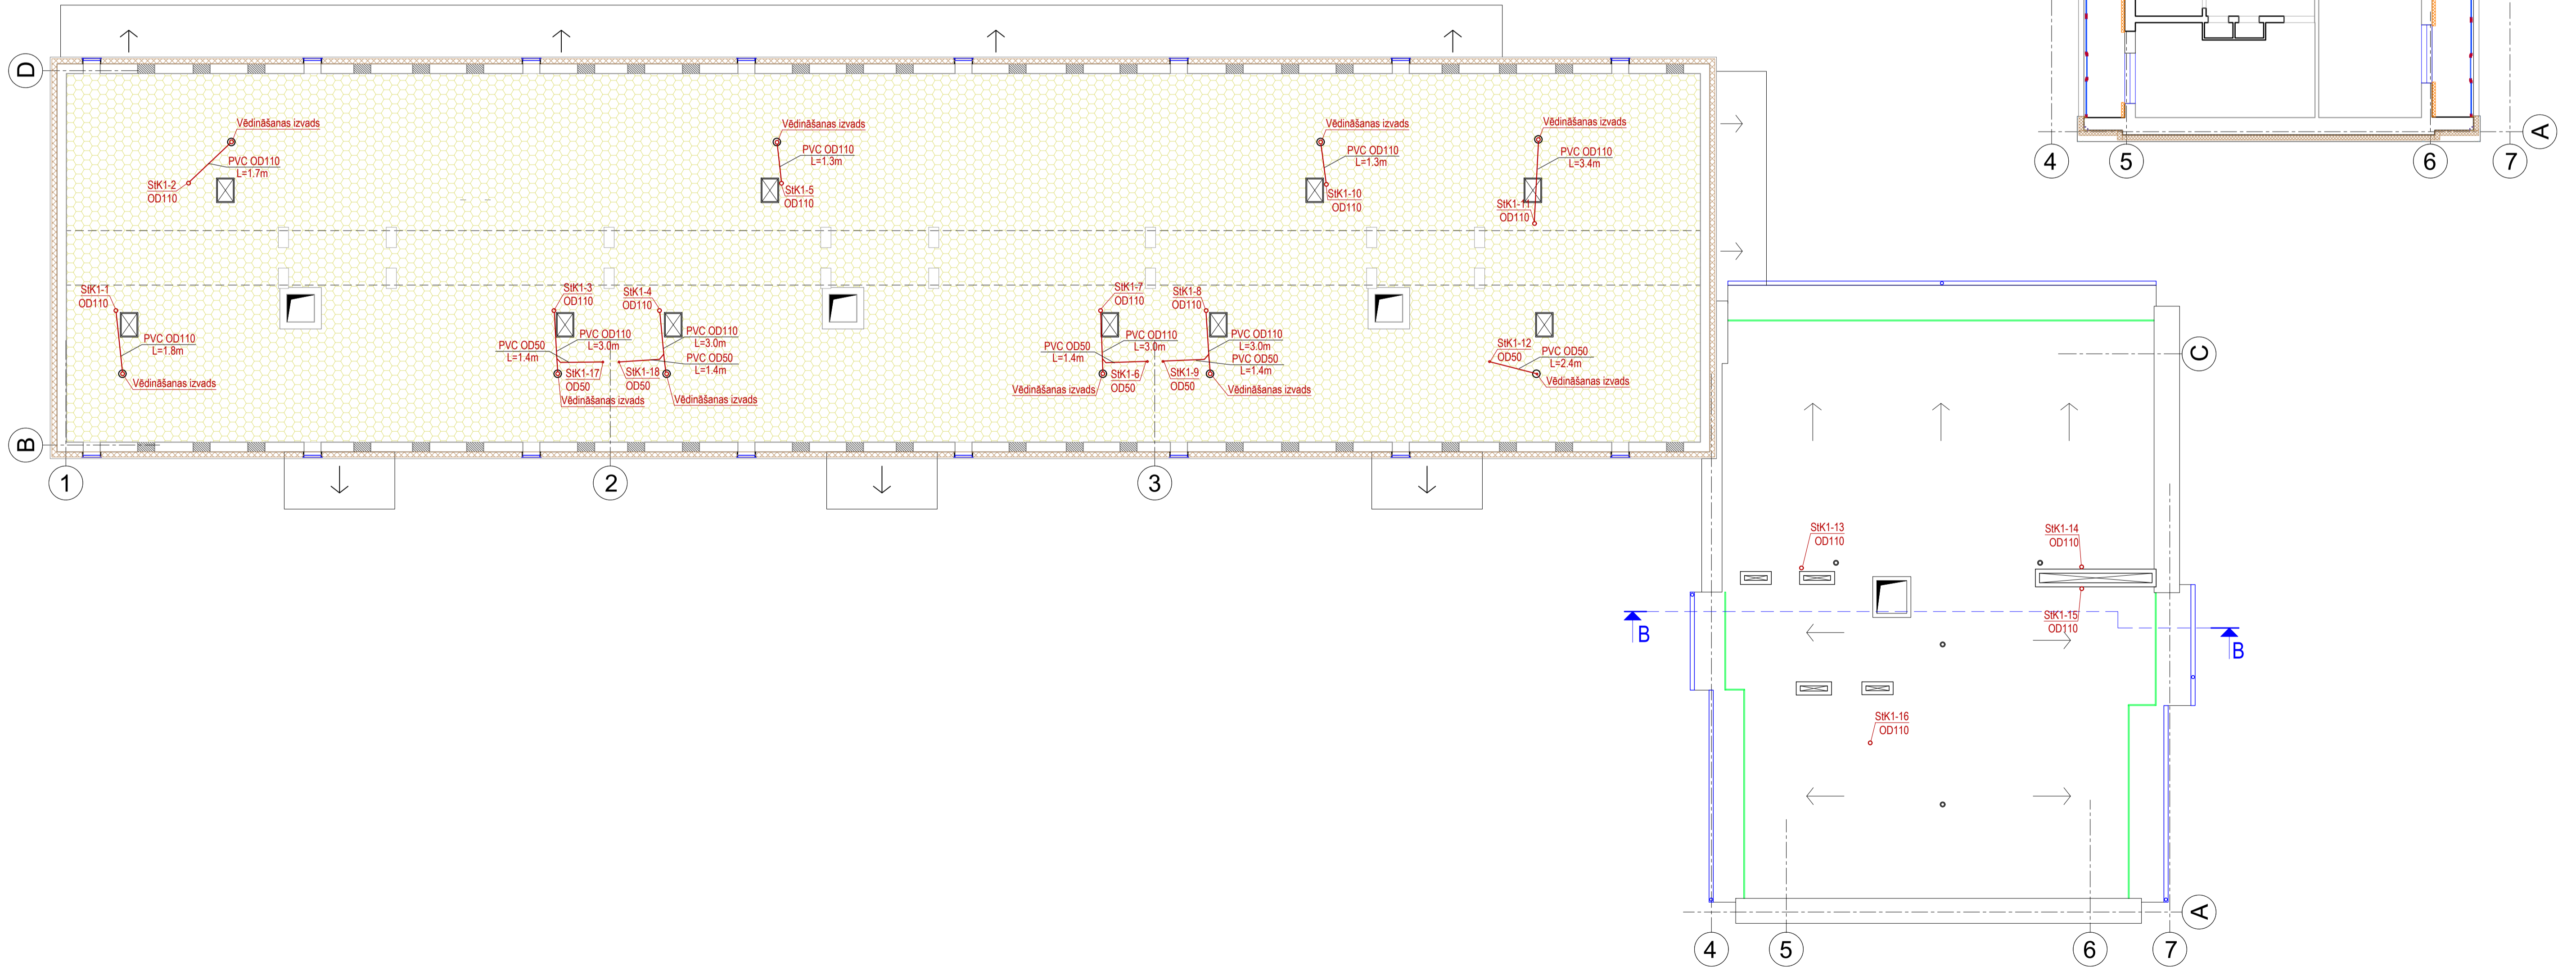 D
B
1
2
3
4
5
6
7
A
Vēdināšanas izvads
PVC OD110
L=1.7m
StK1-2
OD110
Vēdināšanas izvads
PVC OD110
L=1.3m
StK1-5
OD110
Vēdināšanas izvads
PVC OD110
L=1.3m
StK1-10
OD110
Vēdināšanas izvads
PVC OD110
L=3.4m
StK1-11
OD110
StK1-1
OD110
PVC OD110
L=1.8m
Vēdināšanas izvads
StK1-3
OD110
PVC OD110
L=3.0m
PVC OD50
L=1.4m
StK1-17
OD50
Vēdināšanas izvads
StK1-4
OD110
PVC OD110
L=3.0m
PVC OD50
L=1.4m
StK1-18
OD50
Vēdināšanas izvads
StK1-7
OD110
PVC OD110
L=3.0m
PVC OD50
L=1.4m
StK1-6
OD50
Vēdināšanas izvads
StK1-8
OD110
PVC OD110
L=3.0m
PVC OD50
L=1.4m
StK1-9
OD50
Vēdināšanas izvads
StK1-12
OD50
PVC OD50
L=2.4m
Vēdināšanas izvads
C
StK1-13
OD110
StK1-14
OD110
StK1-15
OD110
B
B
StK1-16
OD110
A
4
5
6
7